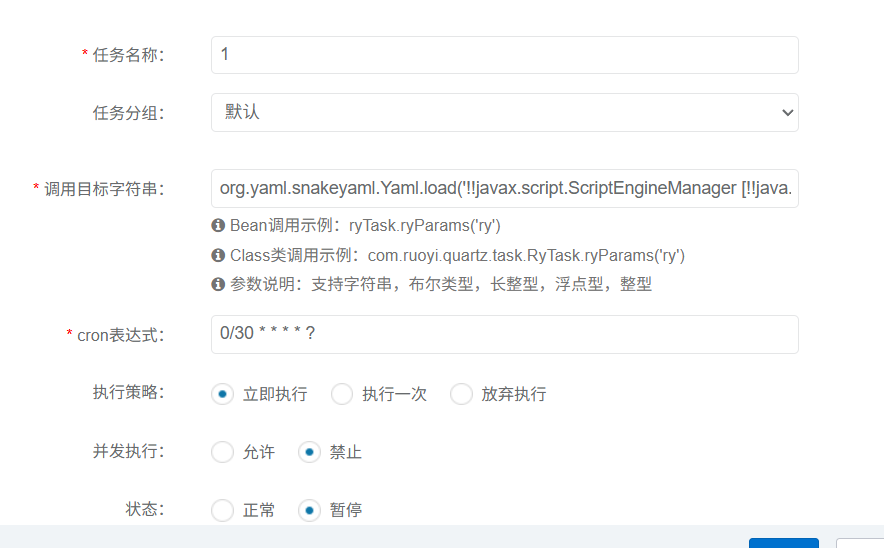 * 任务名称： 1
任务分组： 默认
* 调用目标字符串： org.yaml.snakeyaml.Yaml.load('!!javax.script.ScriptEngineManager [!!java.
Bean调用示例：ryTask.ryParams('ry')
Class类调用示例：com.ruoyi.quartz.task.RyTask.ryParams('ry')
参数说明：支持字符串，布尔类型，长整型，浮点型，整型
* cron表达式： 0/30 * * * * ?
执行策略： 立即执行 执行一次 放弃执行
并发执行： 允许 禁止
状态： 正常 暂停